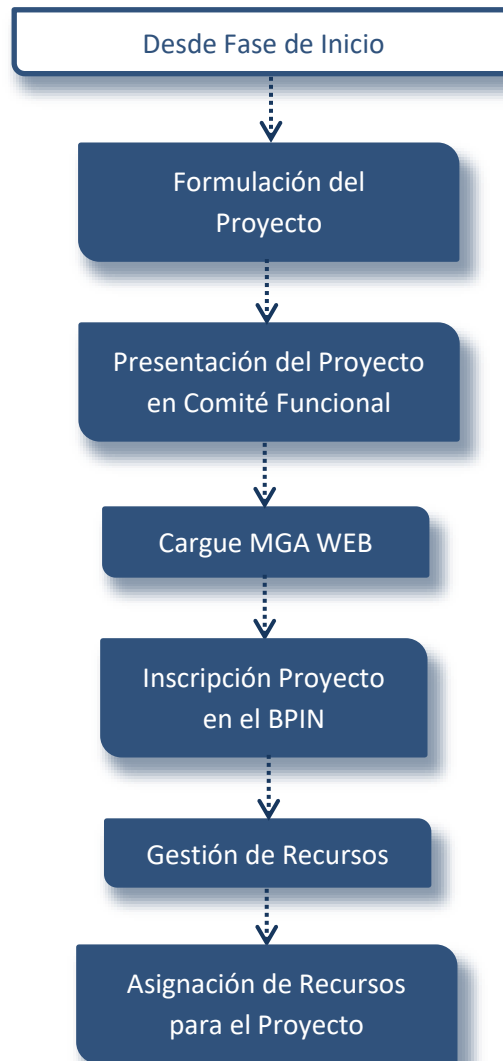 Desde Fase de Inicio
Formulación del
Proyecto
Presentación del Proyecto
en Comité Funcional
Cargue MGA WEB
Inscripción Proyecto
en el BPIN
Gestión de Recursos
Asignación de Recursos
para el Proyecto